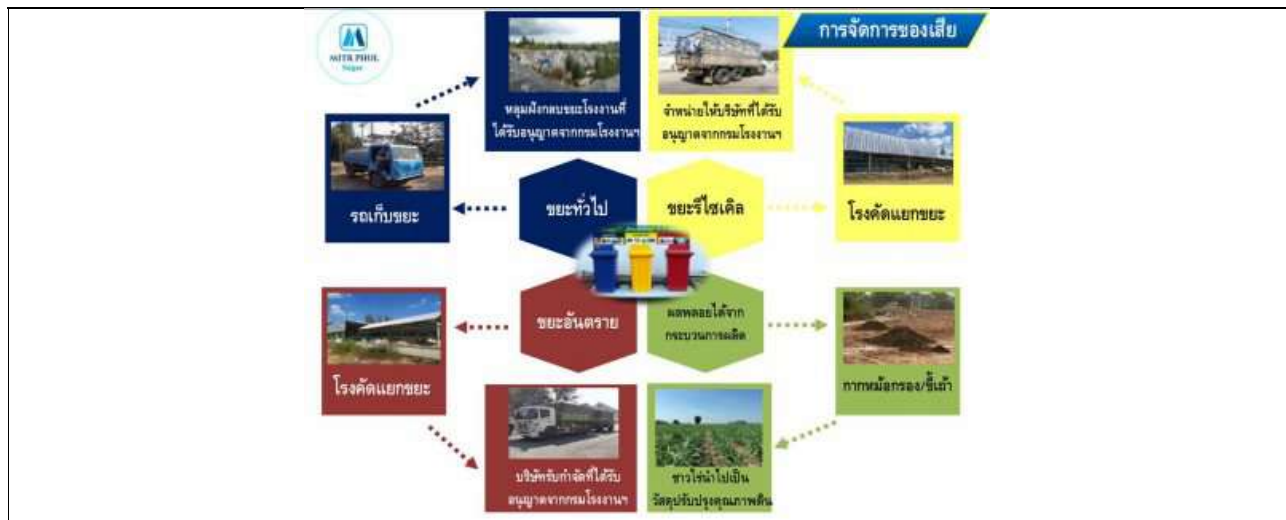 MITR PHOL
Sugar
การจัดการของเสีย
หลุมฝังกลบขยะโรงงานที่
ได้รับอนุญาตจากกรมโรงงานฯ
จำหน่ายให้บริษัทที่ได้รับ
อนุญาตจากกรมโรงงานฯ
รถเก็บขยะ
ขยะทั่วไป
ขยะรีไซเคิล
โรงคัดแยกขยะ
โรงคัดแยกขยะ
ขยะอันตราย
ผลพลอยได้จาก
กระบวนการผลิต
กากหม้อกรอง/ขี้เถ้า
บริษัทรับกำจัดที่ได้รับ
อนุญาตจากกรมโรงงานฯ
ชาวไร่นำไปเป็น
วัสดุปรับปรุงคุณภาพดิน